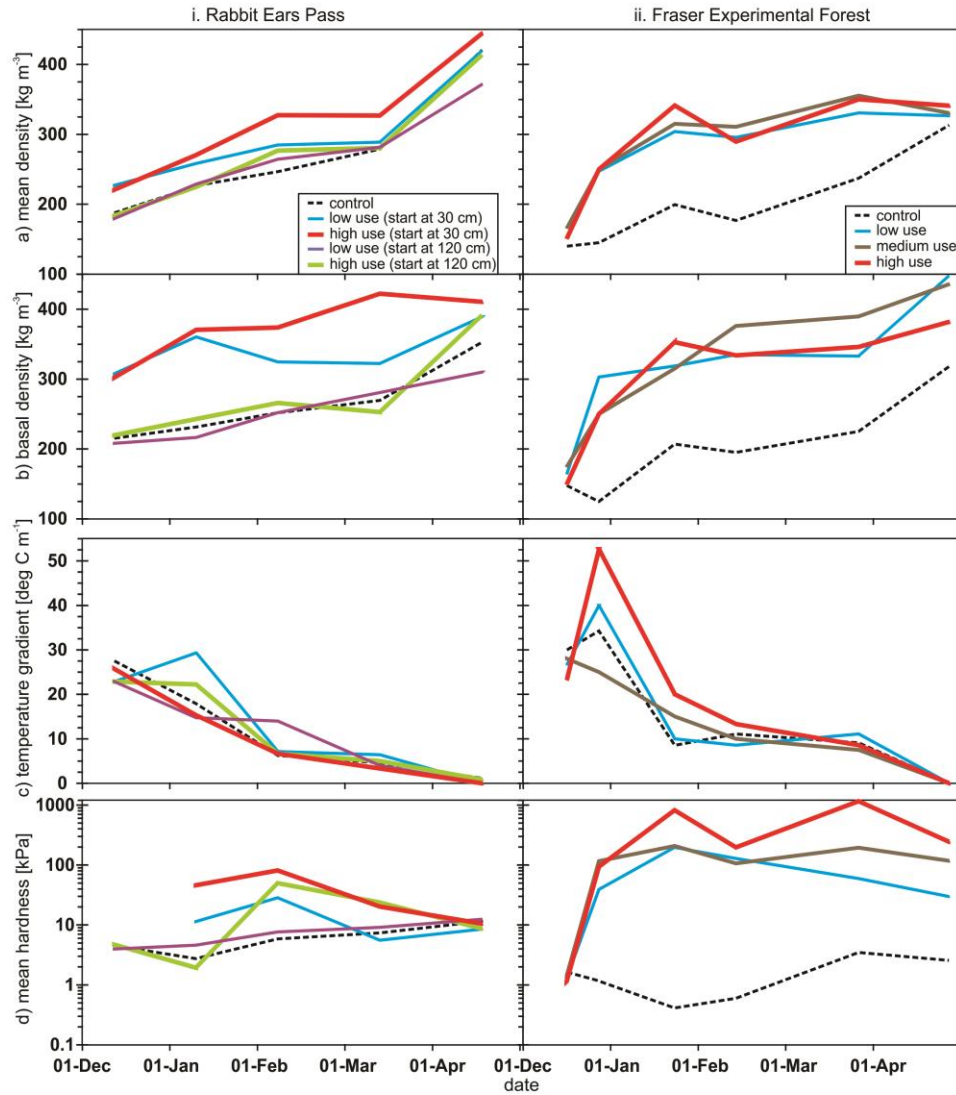 i. Rabbit Ears Pass
ii. Fraser Experimental Forest
a) mean density [kg m-3]
400
300
200
100
control
low use (start at 30 cm)
high use (start at 30 cm)
low use (start at 120 cm)
high use (start at 120 cm)
control
low use
medium use
high use
b) basal density [kg m-3]
400
300
200
100
c) temperature gradient [deg C m-1]
50
40
30
20
10
0
d) mean hardness [kPa]
1000
100
10
1
0.1
01-Dec 01-Jan 01-Feb 01-Mar 01-Apr 01-Dec 01-Jan 01-Feb 01-Mar 01-Apr
date